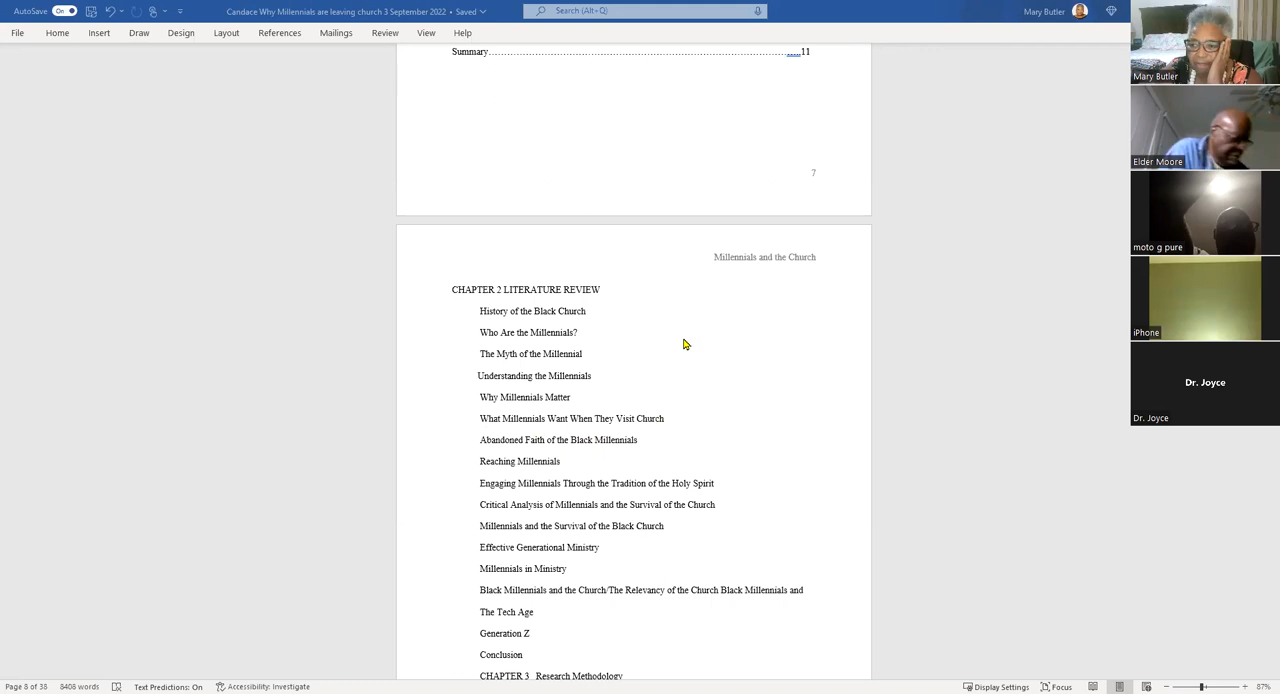 AutoSave On Candace Why Millennials are leaving church 3 September 2022 • Saved Search (Alt+Q) Mary Butler
File Home Insert Draw Design Layout References Mailings Review View Help
Summary.....................................................................................................11
7
Millennials and the Church
CHAPTER 2 LITERATURE REVIEW
History of the Black Church
Who Are the Millennials?
The Myth of the Millennial
Understanding the Millennials
Why Millennials Matter
What Millennials Want When They Visit Church
Abandoned Faith of the Black Millennials
Reaching Millennials
Engaging Millennials Through the Tradition of the Holy Spirit
Critical Analysis of Millennials and the Survival of the Church
Millennials and the Survival of the Black Church
Effective Generational Ministry
Millennials in Ministry
Black Millennials and the Church/The Relevancy of the Church Black Millennials and
The Tech Age
Generation Z
Conclusion
CHAPTER 3 Research Methodology
Page 8 of 38 8408 words Text Predictions: On Accessibility: Investigate Display Settings Focus 87%
Mary Butler
Elder Moore
moto g pure
iPhone
Dr. Joyce
Dr. Joyce